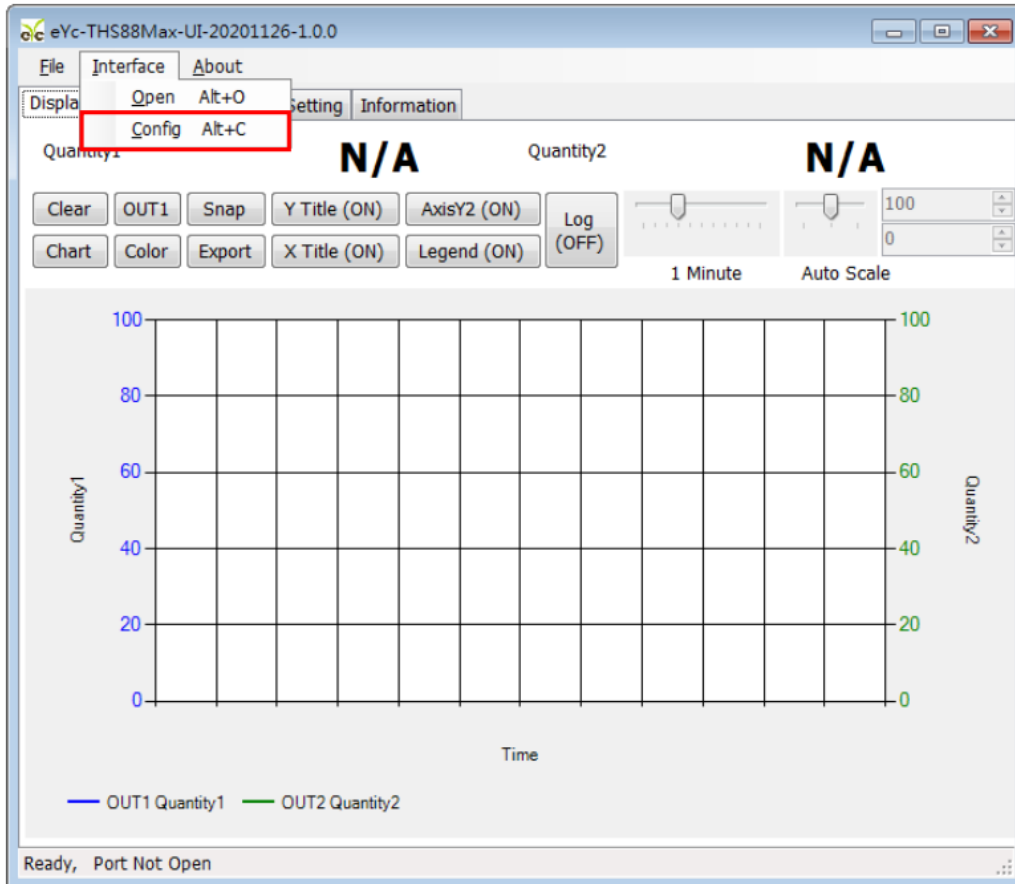 eYc eYc-THS88Max-UI-20201126-1.0.0
File Interface About
Open Alt+O
Config Alt+C
Displa Setting Information
Quantity1 N/A Quantity2 N/A
Clear OUT1 Snap Y Title (ON) AxisY2 (ON) Log (OFF) 100
Chart Color Export X Title (ON) Legend (ON) 0
1 Minute Auto Scale
100 100
80 80
60 60
Quantity1 Quantity2
40 40
20 20
0 0
Time
OUT1 Quantity1 OUT2 Quantity2
Ready, Port Not Open